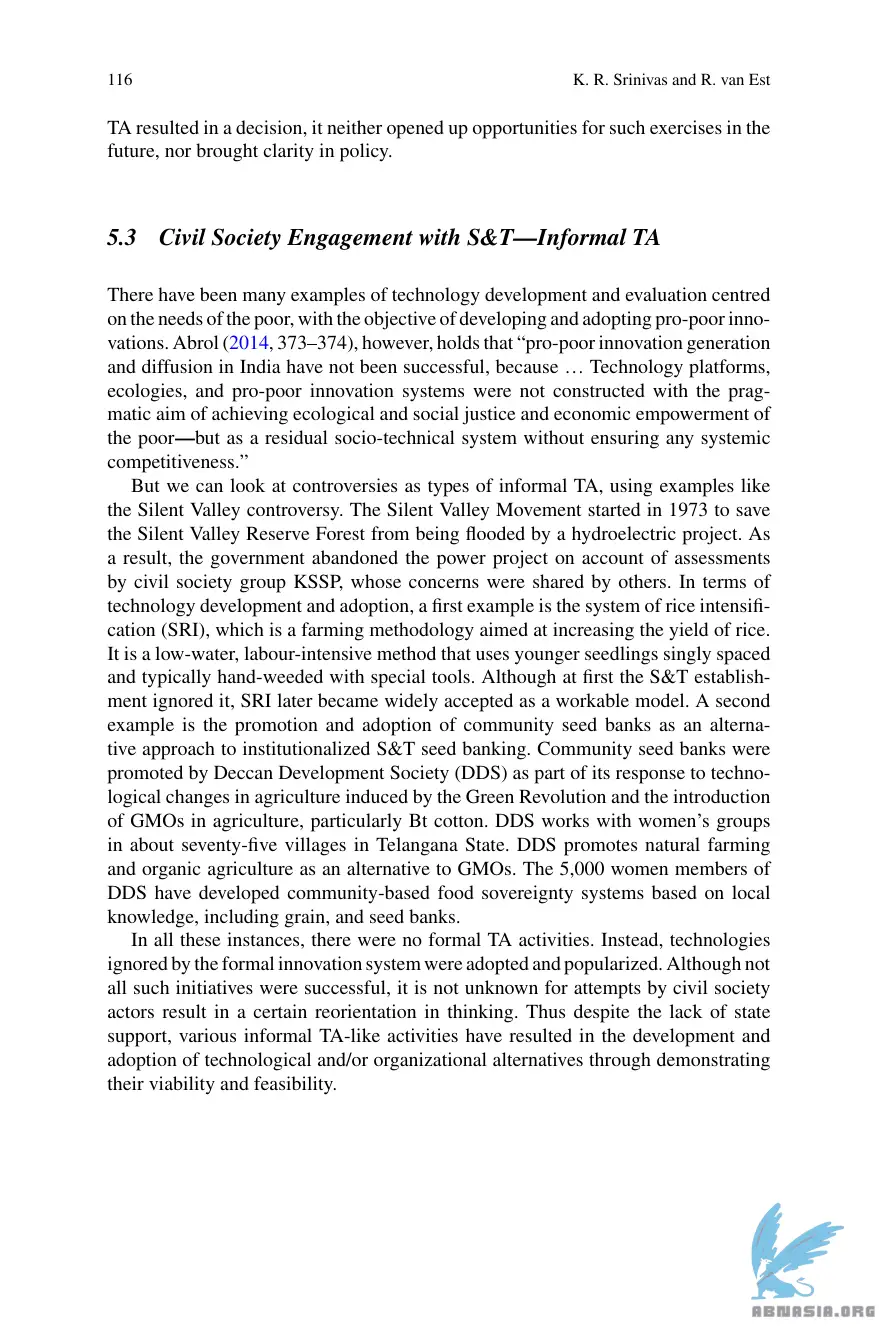 116
K. R. Srinivas and R. van Est
TA resulted in a decision, it neither opened up opportunities for such exercises in the
future, nor brought clarity in policy.
5.3 Civil Society Engagement with S&T—Informal TA
There have been many examples of technology development and evaluation centred
on the needs of the poor, with the objective of developing and adopting pro-poor inno-
vations. Abrol (2014, 373–374), however, holds that “pro-poor innovation generation
and diffusion in India have not been successful, because … Technology platforms,
ecologies, and pro-poor innovation systems were not constructed with the prag-
matic aim of achieving ecological and social justice and economic empowerment of
the poor—but as a residual socio-technical system without ensuring any systemic
competitiveness.”
But we can look at controversies as types of informal TA, using examples like
the Silent Valley controversy. The Silent Valley Movement started in 1973 to save
the Silent Valley Reserve Forest from being flooded by a hydroelectric project. As
a result, the government abandoned the power project on account of assessments
by civil society group KSSP, whose concerns were shared by others. In terms of
technology development and adoption, a first example is the system of rice intensifi-
cation (SRI), which is a farming methodology aimed at increasing the yield of rice.
It is a low-water, labour-intensive method that uses younger seedlings singly spaced
and typically hand-weeded with special tools. Although at first the S&T establish-
ment ignored it, SRI later became widely accepted as a workable model. A second
example is the promotion and adoption of community seed banks as an alterna-
tive approach to institutionalized S&T seed banking. Community seed banks were
promoted by Deccan Development Society (DDS) as part of its response to techno-
logical changes in agriculture induced by the Green Revolution and the introduction
of GMOs in agriculture, particularly Bt cotton. DDS works with women’s groups
in about seventy-five villages in Telangana State. DDS promotes natural farming
and organic agriculture as an alternative to GMOs. The 5,000 women members of
DDS have developed community-based food sovereignty systems based on local
knowledge, including grain, and seed banks.
In all these instances, there were no formal TA activities. Instead, technologies
ignored by the formal innovation system were adopted and popularized. Although not
all such initiatives were successful, it is not unknown for attempts by civil society
actors result in a certain reorientation in thinking. Thus despite the lack of state
support, various informal TA-like activities have resulted in the development and
adoption of technological and/or organizational alternatives through demonstrating
their viability and feasibility.
ABNASIA.ORG